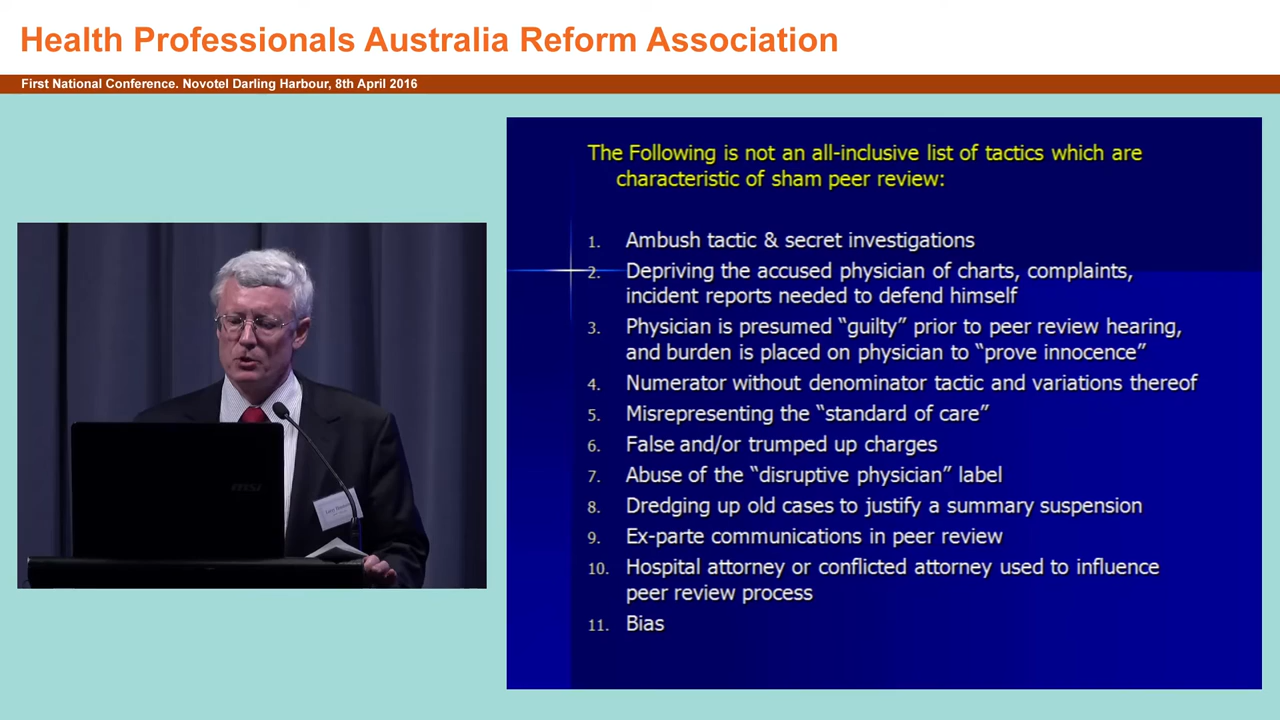 Health Professionals Australia Reform Association
First National Conference. Novotel Darling Harbour, 8th April 2016
The Following is not an all-inclusive list of tactics which are
characteristic of sham peer review:
1. Ambush tactic & secret investigations
2. Depriving the accused physician of charts, complaints,
incident reports needed to defend himself
3. Physician is presumed “guilty” prior to peer review hearing,
and burden is placed on physician to “prove innocence”
4. Numerator without denominator tactic and variations thereof
5. Misrepresenting the “standard of care”
6. False and/or trumped up charges
7. Abuse of the “disruptive physician” label
8. Dredging up old cases to justify a summary suspension
9. Ex-parte communications in peer review
10. Hospital attorney or conflicted attorney used to influence
peer review process
11. Bias
msi